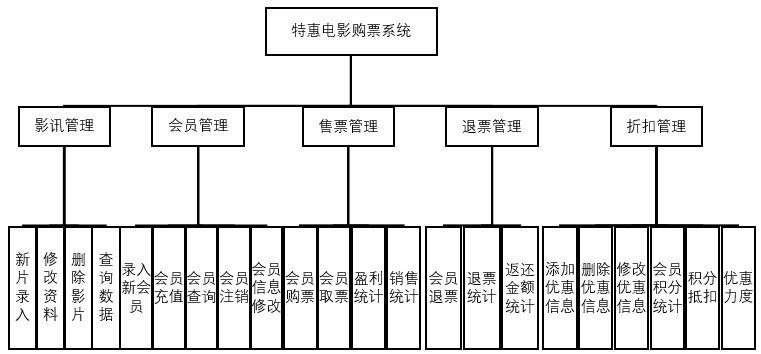 特惠电影购票系统
影讯管理
会员管理
售票管理
退票管理
折扣管理
新
片
录
入
修
改
资
料
删
除
影
片
查
询
数
据
录入
新会
员
会员
充值
会员
查询
会员
注销
会员
信息
修改
会员
购票
会员
取票
盈利
统计
销售
统计
会员
退票
退票
统计
返还
金额
统计
添加
优惠
信息
删除
优惠
信息
修改
优惠
信息
会员
积分
统计
积分
抵扣
优惠
力度